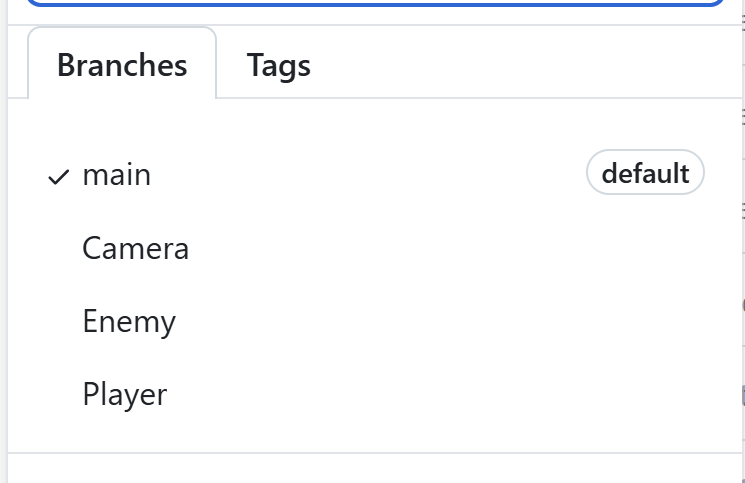 Branches Tags
main default
Camera
Enemy
Player